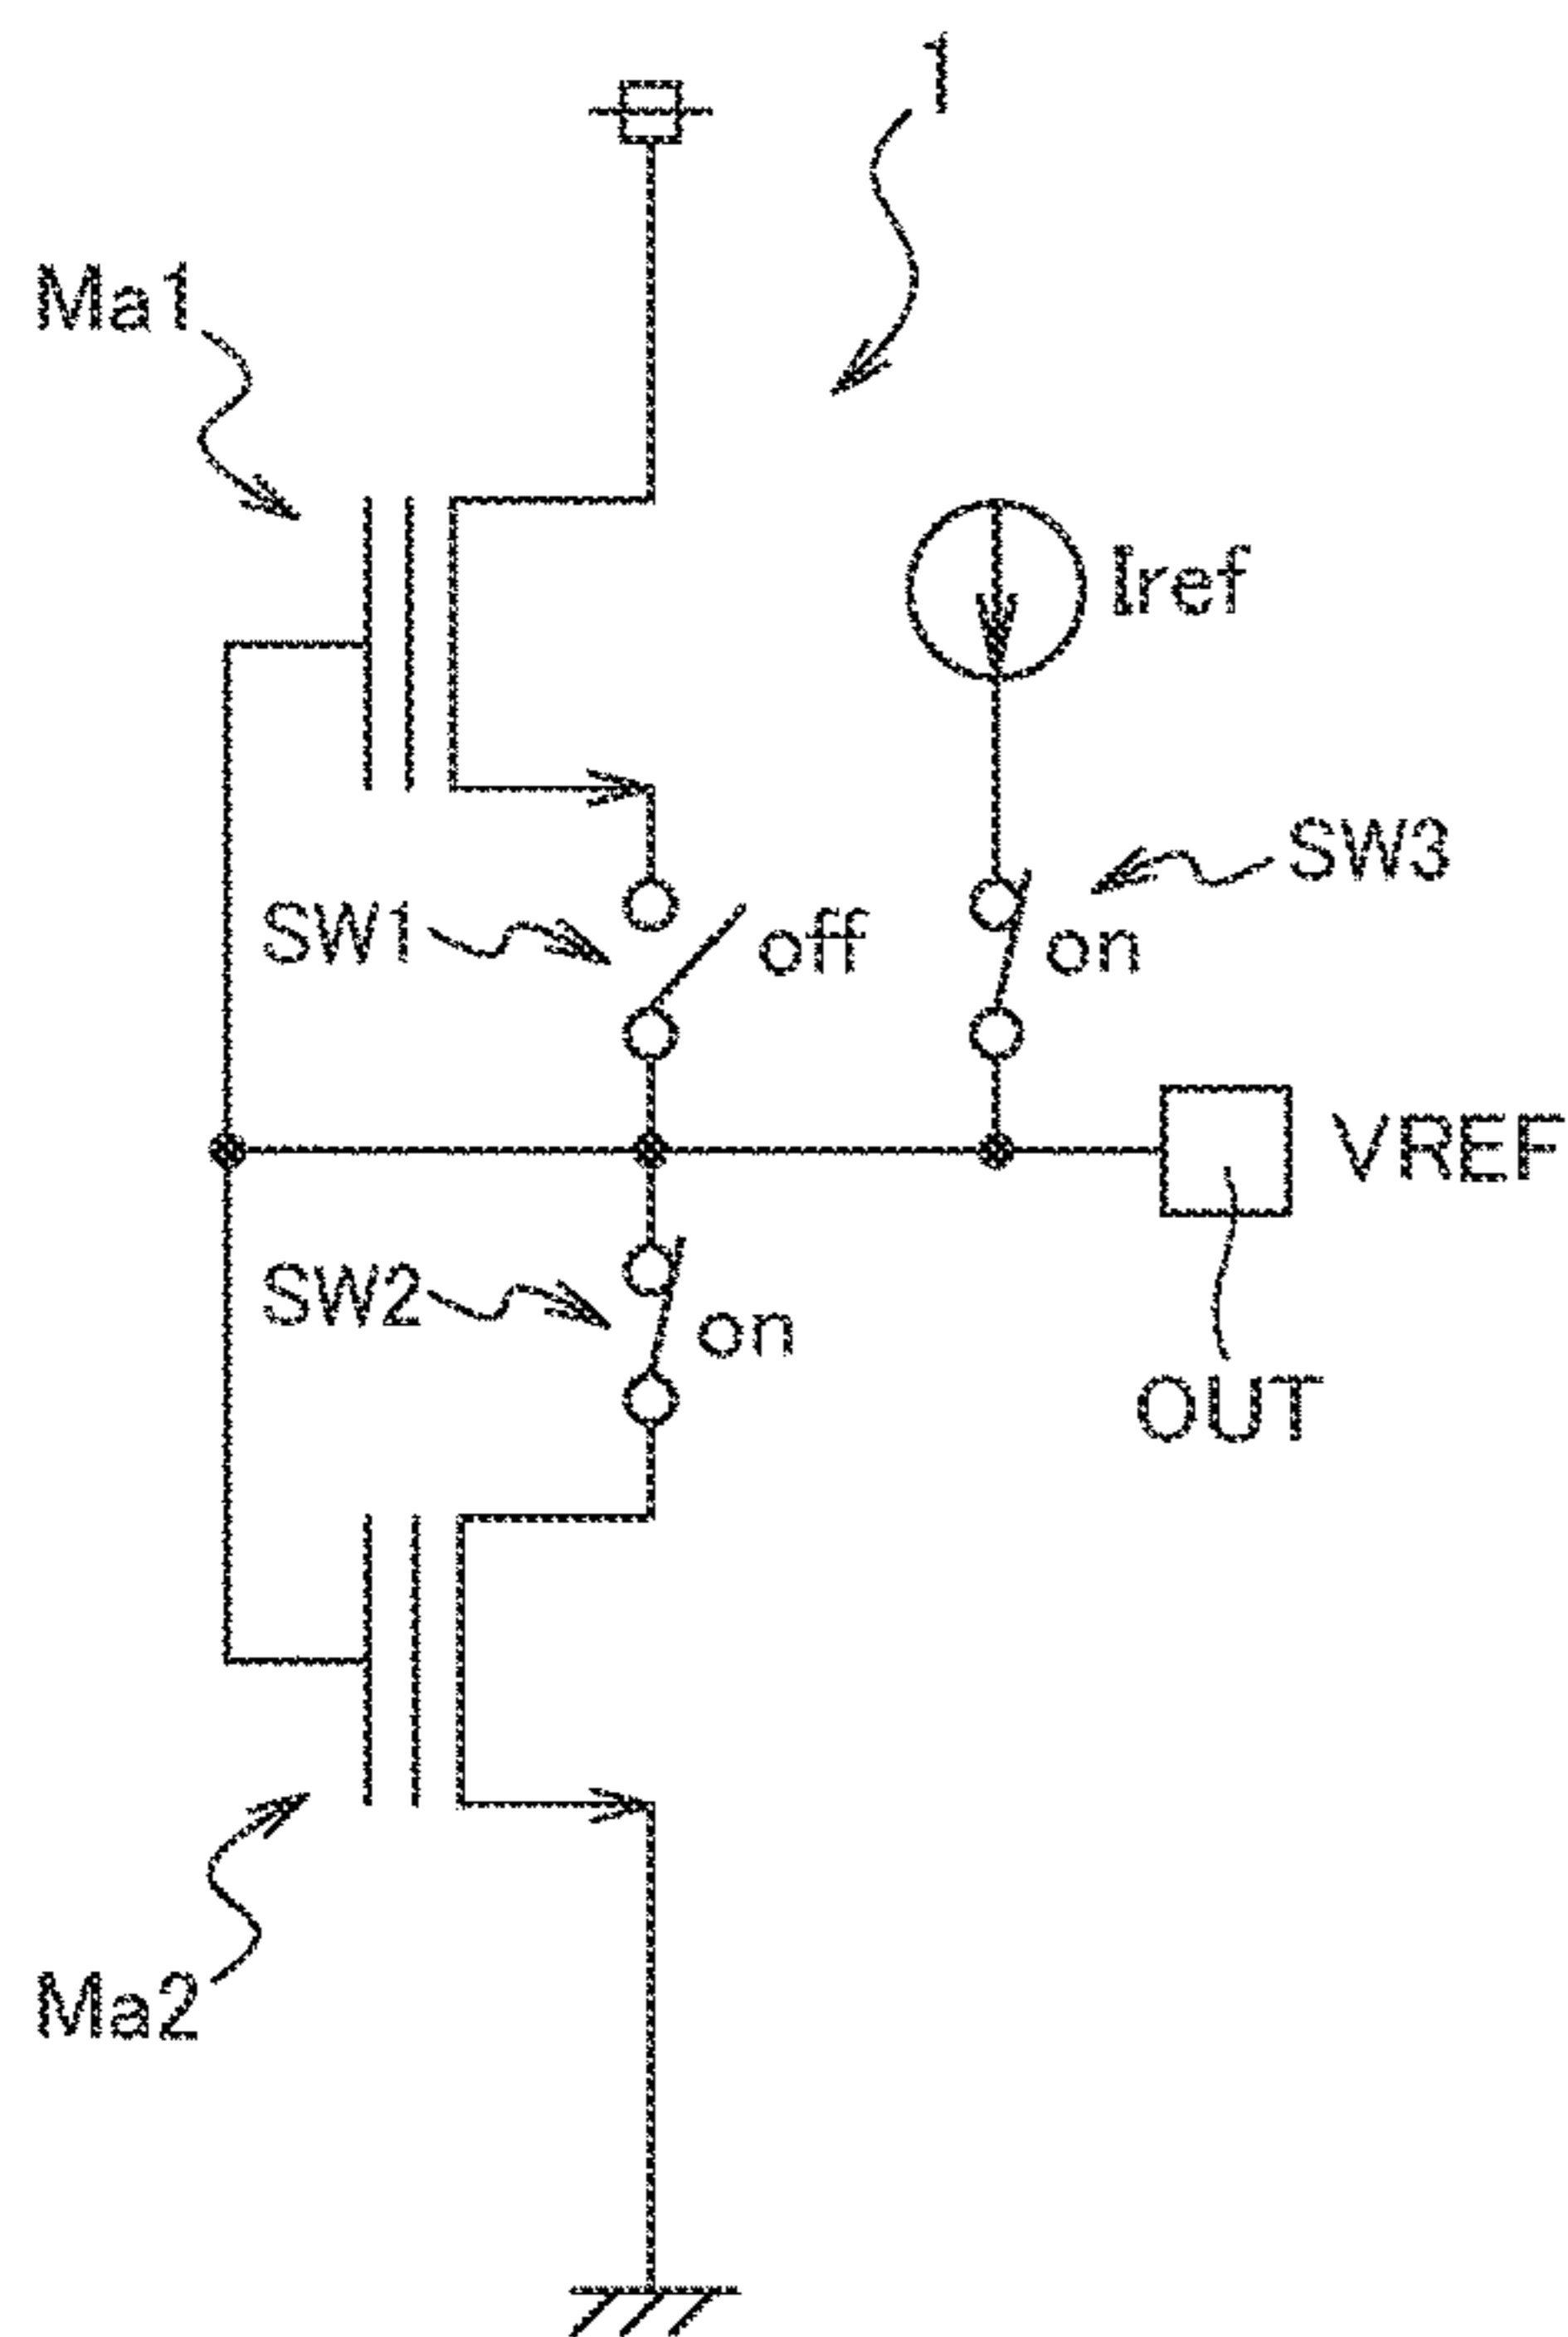 1
Ma1
Iref
SW3
SW1
off
on
VREF
SW2
on
OUT
Ma2